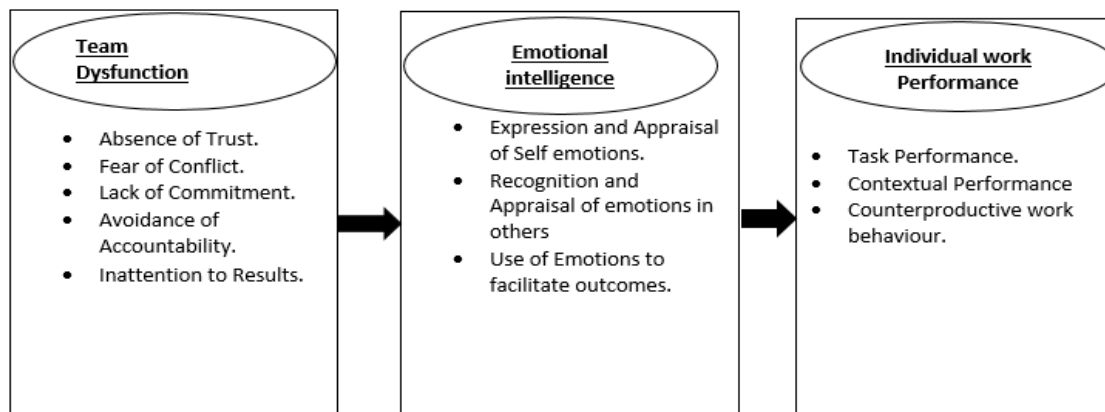 Team
Dysfunction
• Absence of Trust.
• Fear of Conflict.
• Lack of Commitment.
• Avoidance of
Accountability.
• Inattention to Results.
Emotional
intelligence
• Expression and Appraisal
of Self emotions.
• Recognition and
Appraisal of emotions in
others
• Use of Emotions to
facilitate outcomes.
Individual work
Performance
• Task Performance.
• Contextual Performance
• Counterproductive work
behaviour.